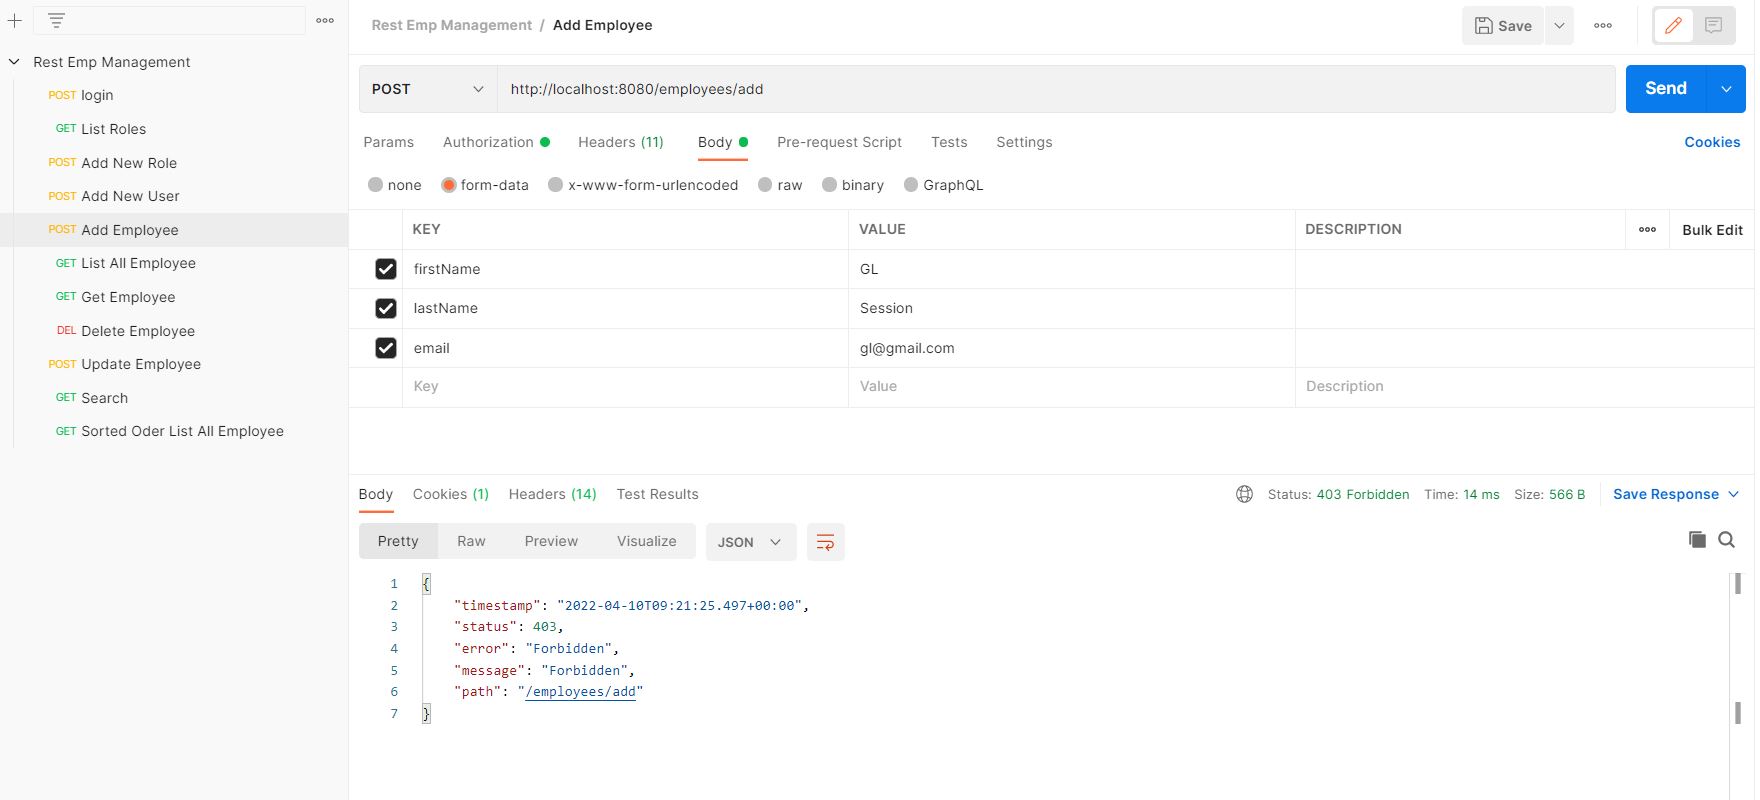 Rest Emp Management
POST login
GET List Roles
POST Add New Role
POST Add New User
POST Add Employee
GET List All Employee
GET Get Employee
DEL Delete Employee
POST Update Employee
GET Search
GET Sorted Oder List All Employee
Rest Emp Management / Add Employee
Save
POST http://localhost:8080/employees/add Send
Params Authorization Headers (11) Body Pre-request Script Tests Settings Cookies
none form-data x-www-form-urlencoded raw binary GraphQL
KEY VALUE DESCRIPTION Bulk Edit
firstName GL
lastName Session
email gl@gmail.com
Key Value Description
Body Cookies (1) Headers (14) Test Results Status: 403 Forbidden Time: 14 ms Size: 566 B Save Response
Pretty Raw Preview Visualize JSON
1 {
2 "timestamp": "2022-04-10T09:21:25.497+00:00",
3 "status": 403,
4 "error": "Forbidden",
5 "message": "Forbidden",
6 "path": "/employees/add"
7 }